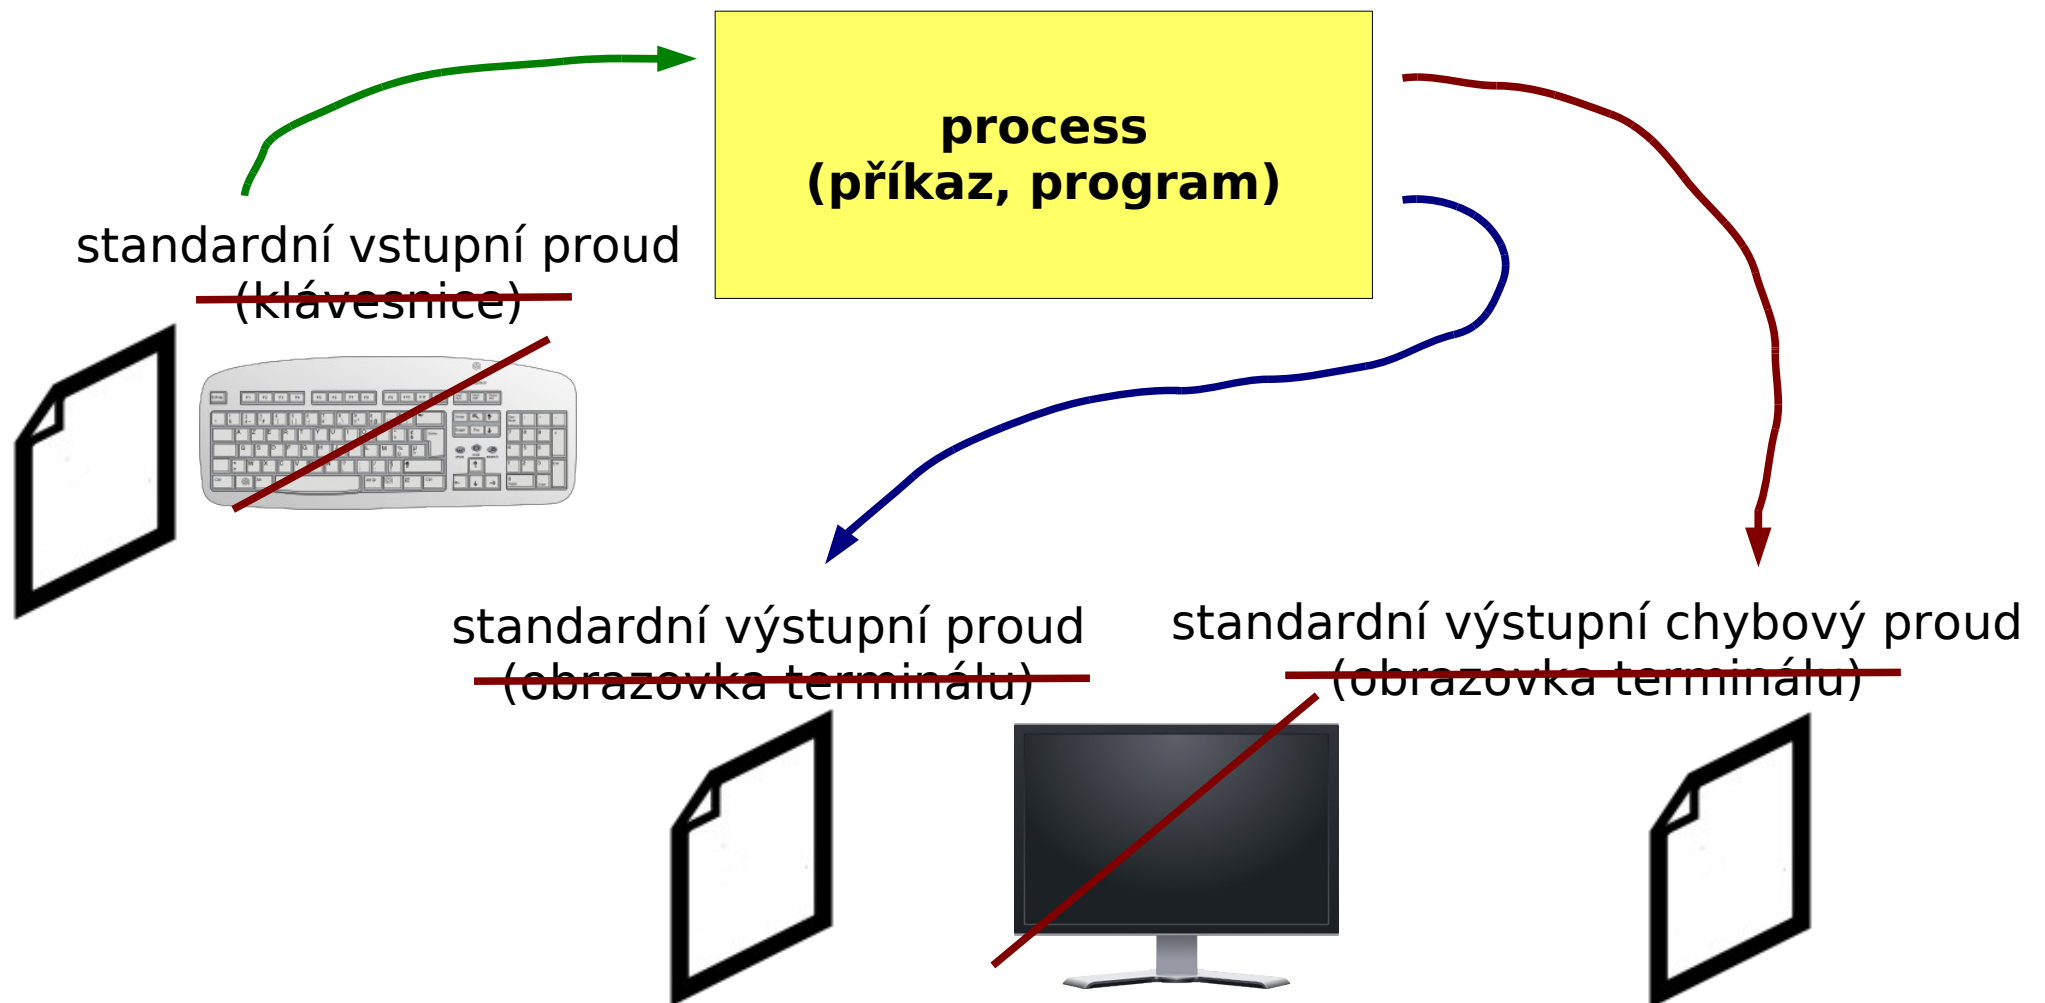 process
(příkaz, program)
standardní vstupní proud
(klávesnice)
standardní výstupní proud
(obrazovka terminálu)
standardní výstupní chybový proud
(obrazovka terminálu)